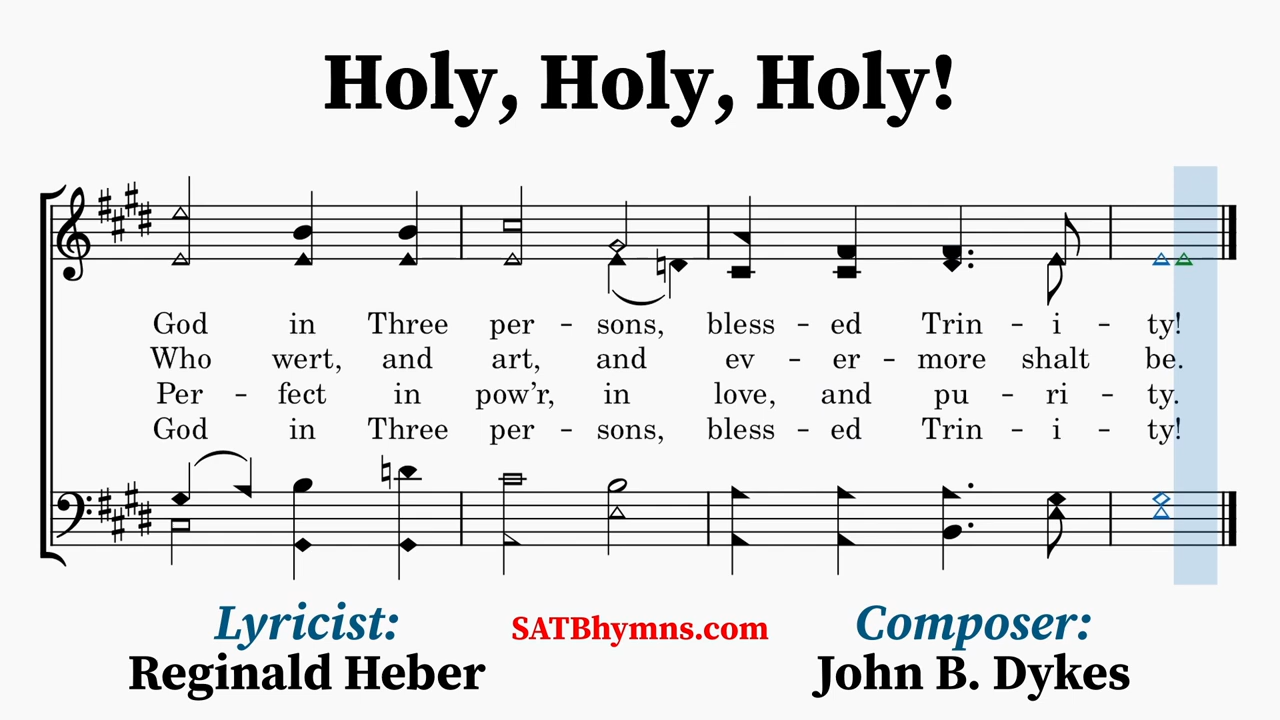 Holy, Holy, Holy!
God in Three per - sons, bless - ed Trin - i - ty!
Who wert, and art, and ev - er - more shalt be.
Per - fect in pow’r, in love, and pu - ri - ty.
God in Three per - sons, bless - ed Trin - i - ty!
Lyricist:
Reginald Heber
SATBhymns.com
Composer:
John B. Dykes